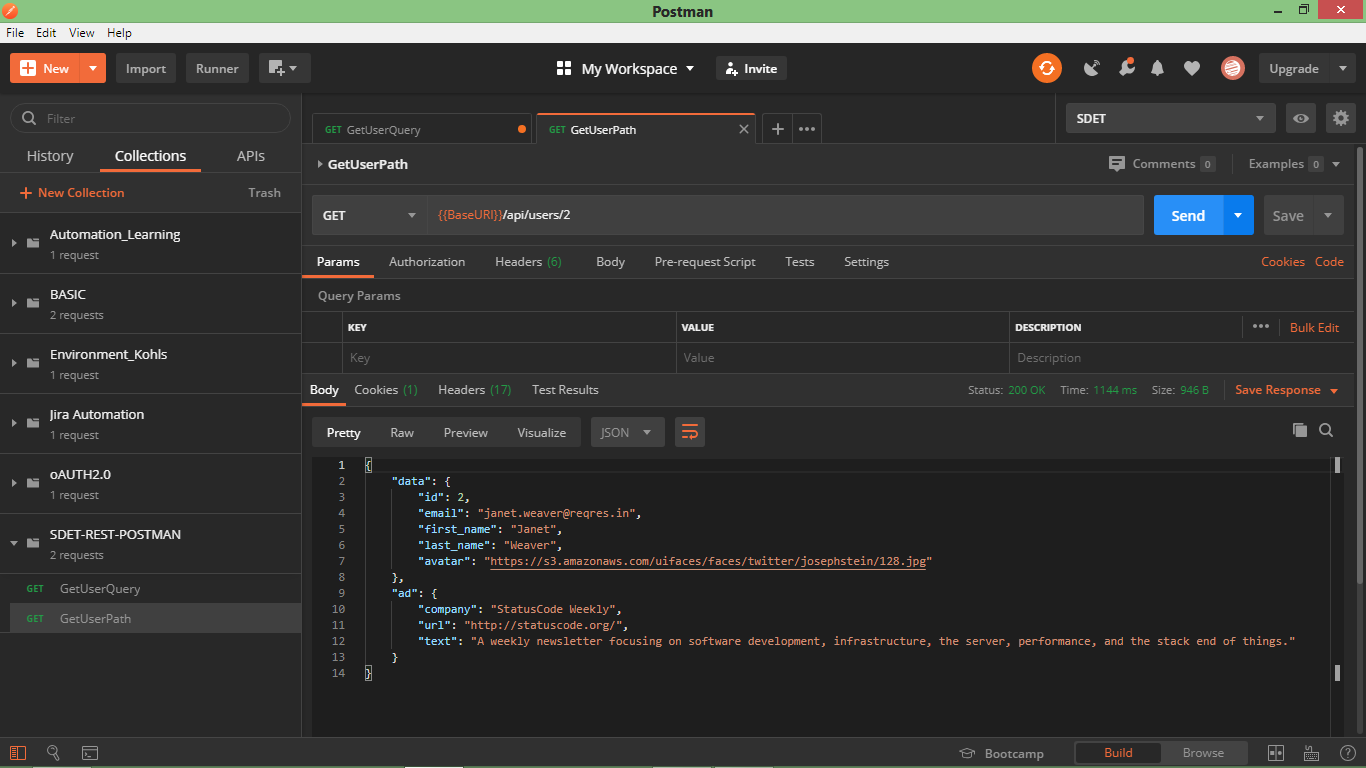 Postman
File Edit View Help
New Import Runner My Workspace Invite Upgrade
Filter
History Collections APIs
New Collection Trash
Automation_Learning
1 request
BASIC
2 requests
Environment_Kohls
1 request
Jira Automation
1 request
oAUTH2.0
1 request
SDET-REST-POSTMAN
2 requests
GET GetUserQuery
GET GetUserPath
GET GetUserQuery GET GetUserPath SDET
GetUserPath Comments 0 Examples 0
GET {{BaseURI}}/api/users/2 Send Save
Params Authorization Headers (6) Body Pre-request Script Tests Settings Cookies Code
Query Params
KEY VALUE DESCRIPTION Bulk Edit
Key Value Description
Body Cookies (1) Headers (17) Test Results Status: 200 OK Time: 1144 ms Size: 946 B Save Response
Pretty Raw Preview Visualize JSON
1 {
2 "data": {
3 "id": 2,
4 "email": "janet.weaver@reqres.in",
5 "first_name": "Janet",
6 "last_name": "Weaver",
7 "avatar": "https://s3.amazonaws.com/uifaces/faces/twitter/josephstein/128.jpg"
8 },
9 "ad": {
10 "company": "StatusCode Weekly",
11 "url": "http://statuscode.org/",
12 "text": "A weekly newsletter focusing on software development, infrastructure, the server, performance, and the stack end of things."
13 }
14 }
Bootcamp Build Browse